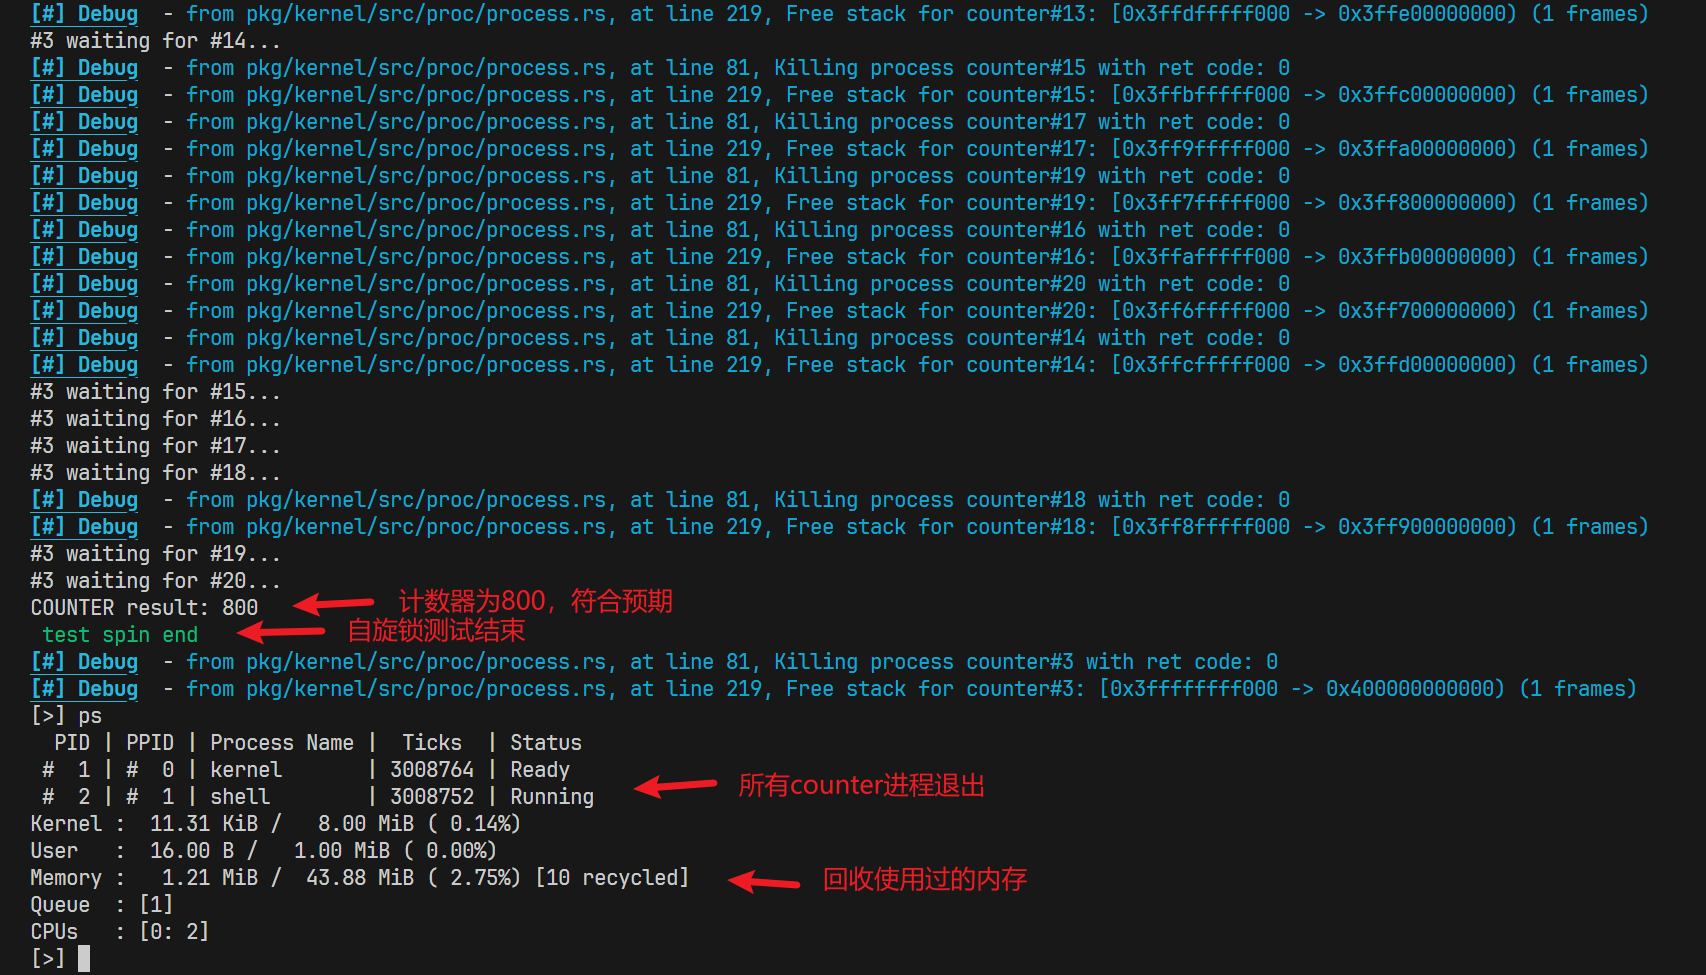 [#] Debug  - from pkg/kernel/src/proc/process.rs, at line 219, Free stack for counter#13: [0x3ffdfffff000 -> 0x3ffe00000000) (1 frames)
#3 waiting for #14...
[#] Debug  - from pkg/kernel/src/proc/process.rs, at line 81, Killing process counter#15 with ret code: 0
[#] Debug  - from pkg/kernel/src/proc/process.rs, at line 219, Free stack for counter#15: [0x3ffbfffff000 -> 0x3ffc00000000) (1 frames)
[#] Debug  - from pkg/kernel/src/proc/process.rs, at line 81, Killing process counter#17 with ret code: 0
[#] Debug  - from pkg/kernel/src/proc/process.rs, at line 219, Free stack for counter#17: [0x3ff9fffff000 -> 0x3ffa00000000) (1 frames)
[#] Debug  - from pkg/kernel/src/proc/process.rs, at line 81, Killing process counter#19 with ret code: 0
[#] Debug  - from pkg/kernel/src/proc/process.rs, at line 219, Free stack for counter#19: [0x3ff7fffff000 -> 0x3ff800000000) (1 frames)
[#] Debug  - from pkg/kernel/src/proc/process.rs, at line 81, Killing process counter#16 with ret code: 0
[#] Debug  - from pkg/kernel/src/proc/process.rs, at line 219, Free stack for counter#16: [0x3ffafffff000 -> 0x3ffb00000000) (1 frames)
[#] Debug  - from pkg/kernel/src/proc/process.rs, at line 81, Killing process counter#20 with ret code: 0
[#] Debug  - from pkg/kernel/src/proc/process.rs, at line 219, Free stack for counter#20: [0x3ff6fffff000 -> 0x3ff700000000) (1 frames)
[#] Debug  - from pkg/kernel/src/proc/process.rs, at line 81, Killing process counter#14 with ret code: 0
[#] Debug  - from pkg/kernel/src/proc/process.rs, at line 219, Free stack for counter#14: [0x3ffcfffff000 -> 0x3ffd00000000) (1 frames)
#3 waiting for #15...
#3 waiting for #16...
#3 waiting for #17...
#3 waiting for #18...
[#] Debug  - from pkg/kernel/src/proc/process.rs, at line 81, Killing process counter#18 with ret code: 0
[#] Debug  - from pkg/kernel/src/proc/process.rs, at line 219, Free stack for counter#18: [0x3ff8fffff000 -> 0x3ff900000000) (1 frames)
#3 waiting for #19...
#3 waiting for #20...
COUNTER result: 800 计数器为800，符合预期
test spin end 自旋锁测试结束
[#] Debug  - from pkg/kernel/src/proc/process.rs, at line 81, Killing process counter#3 with ret code: 0
[#] Debug  - from pkg/kernel/src/proc/process.rs, at line 219, Free stack for counter#3: [0x3ffffffff000 -> 0x400000000000) (1 frames)
[>] ps
  PID | PPID | Process Name |  Ticks  | Status
 #  1 | #  0 | kernel       | 3008764 | Ready
 #  2 | #  1 | shell        | 3008752 | Running 所有counter进程退出
Kernel :  11.31 KiB /   8.00 MiB ( 0.14%)
User   :  16.00 B /   1.00 MiB ( 0.00%)
Memory :   1.21 MiB /  43.88 MiB ( 2.75%) [10 recycled] 回收使用过的内存
Queue  : [1]
CPUs   : [0: 2]
[>]